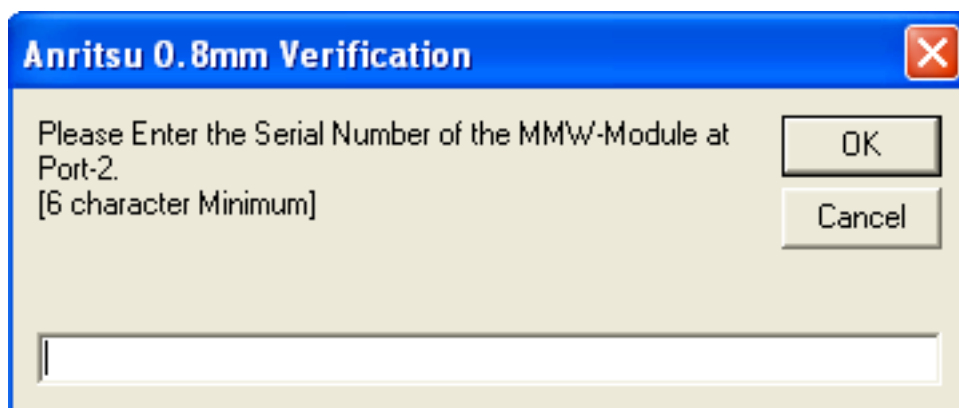 Anritsu 0.8mm Verification
Please Enter the Serial Number of the MMW-Module at
Port-2.
[6 character Minimum]
OK
Cancel